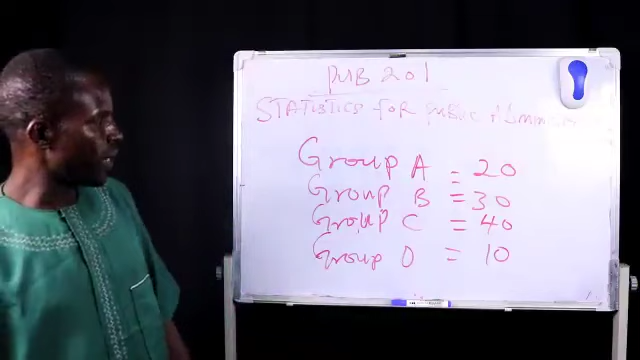 PUB 201
STATISTICS FOR PUBLIC ADMINISTRATION
Group A = 20
Group B = 30
Group C = 40
Group D = 10